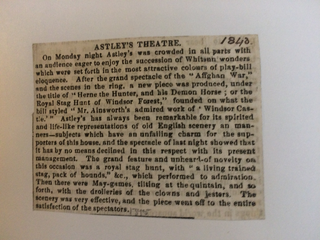 ASTLEY'S THEATRE. 1843.
On Monday night Astley's was crowded in all parts with
an audience eager to enjoy the succession of Whitsun wonders
which were set forth in the most attractive colours of play-bill
eloquence. After the grand spectacle of the "Affghan War,"
and the scenes in the ring, a new piece was produced, under
the title of "Herne the Hunter, and his Demon Horse; or the
Royal Stag Hunt of Windsor Forest," founded on what the
bill styled "Mr. Ainsworth's admired work of 'Windsor Cas-
tle.'" Astley's has always been remarkable for its spirited
and life-like representations of old English scenery and man-
ners—subjects which have an unfailing charm for the sup-
porters of this house, and the spectacle of last night showed that
it has by no means declined in this respect with its present
management. The grand feature and unheard-of novelty on
this occasion was a royal stag hunt, with "a living trained
stag, pack of hounds," &c., which performed to admiration.
Then there were May-games, tilting at the quintain, and so
forth, with the drolleries of the clowns and jesters. The
scenery was very effective, and the piece went off to the entire
satisfaction of the spectators.